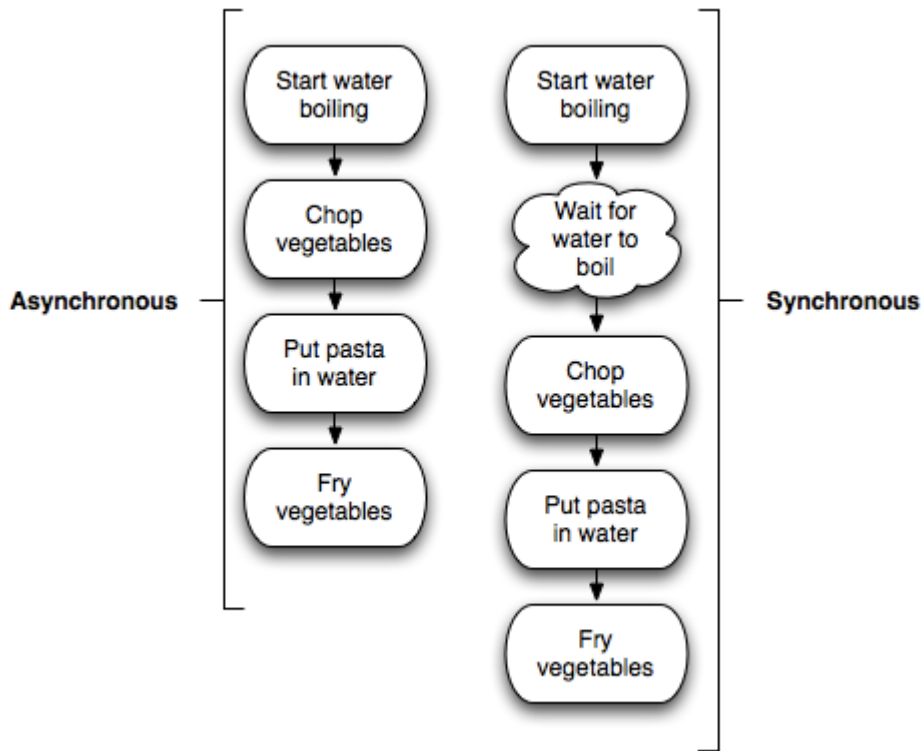 Asynchronous
Start water
boiling
Chop
vegetables
Put pasta
in water
Fry
vegetables
Start water
boiling
Wait for
water to
boil
Chop
vegetables
Put pasta
in water
Fry
vegetables
Synchronous